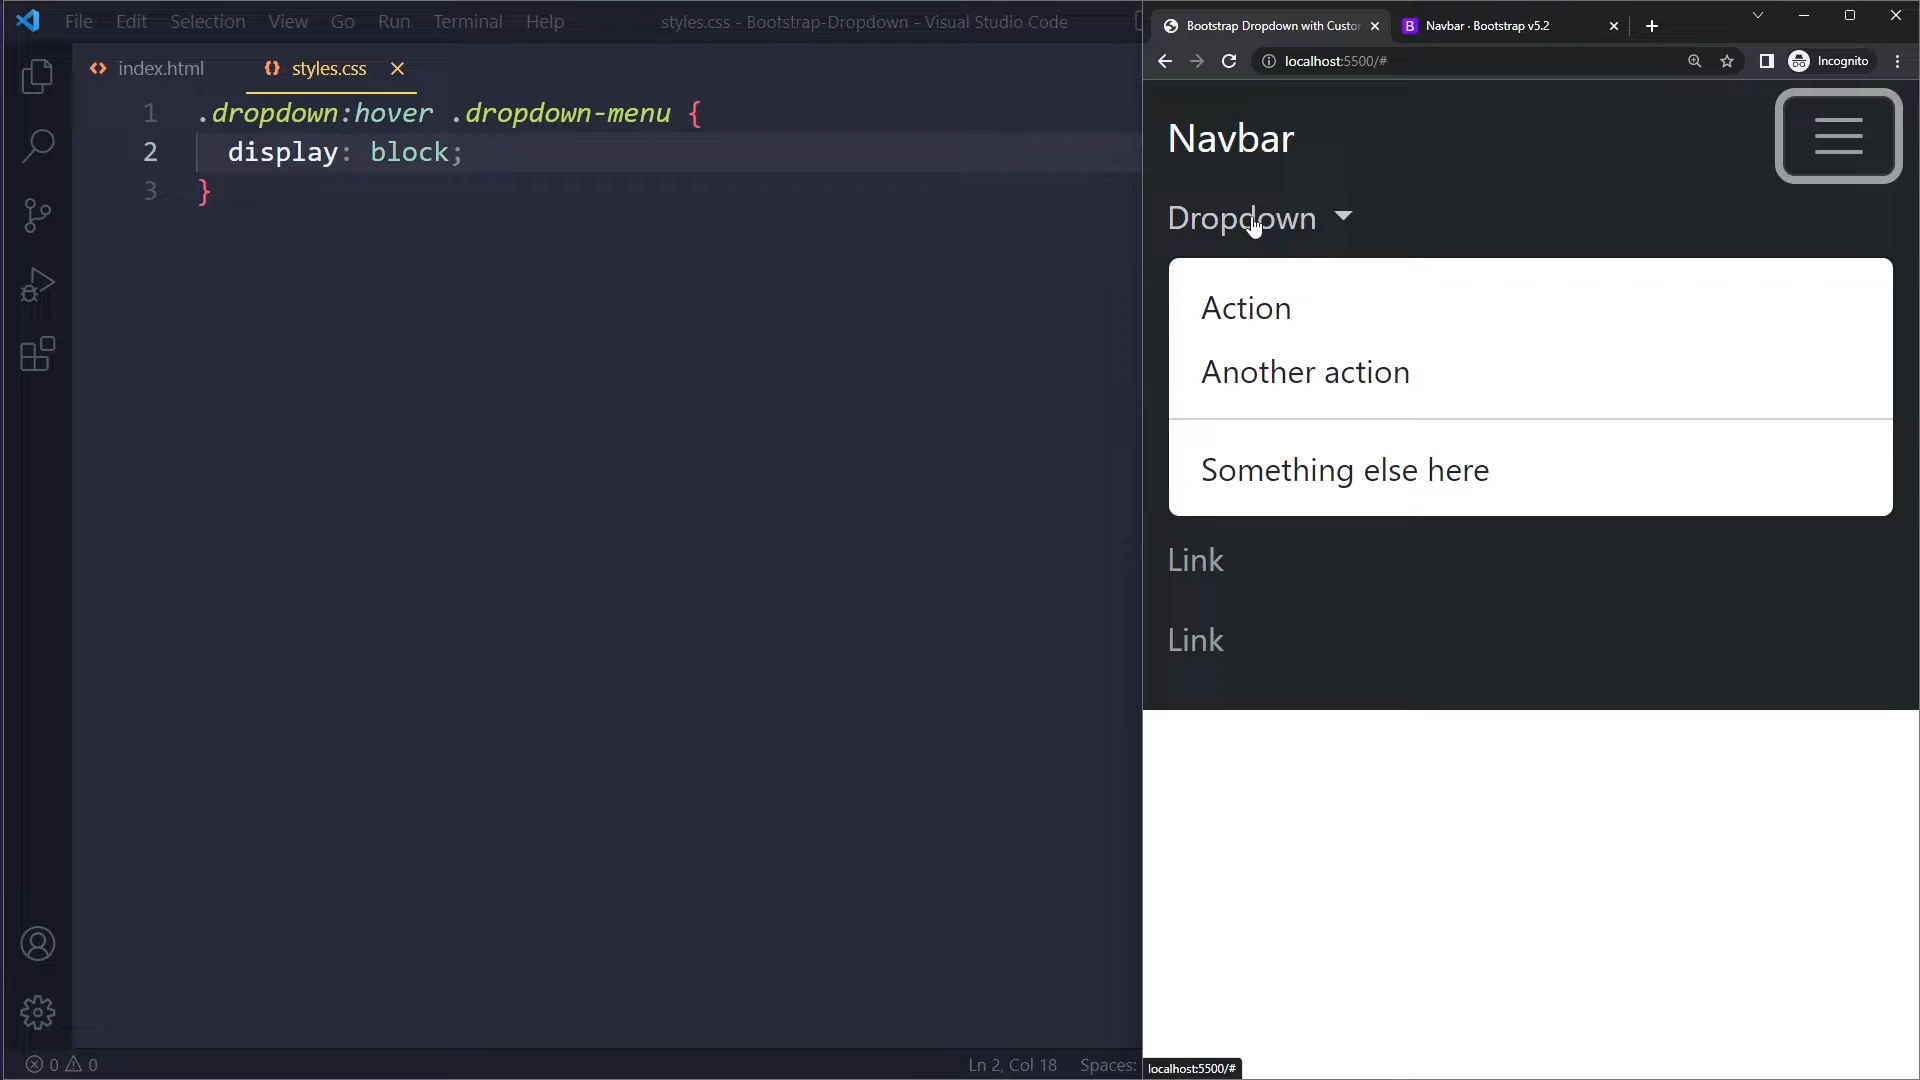 File Edit Selection View Go Run Terminal Help
styles.css - Bootstrap-Dropdown - Visual Studio Code
index.html
styles.css
1 .dropdown:hover .dropdown-menu {
2 display: block;
3 }
0 0
Ln 2, Col 18
Spaces:
Bootstrap Dropdown with Custo
Navbar · Bootstrap v5.2
localhost:5500/#
Incognito
Navbar
Dropdown
Action
Another action
Something else here
Link
Link
localhost:5500/#